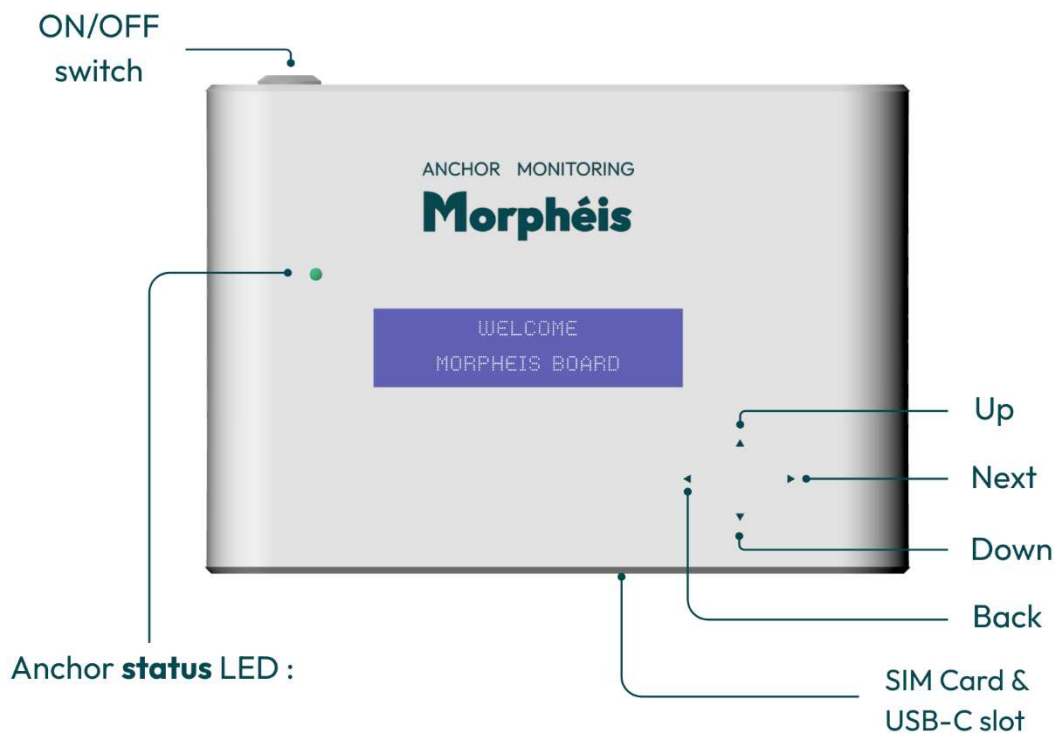 ON/OFF
switch
ANCHOR MONITORING
Morphéis
WELCOME
MORPHEIS BOARD
Up
Next
Down
Back
Anchor status LED :
SIM Card &
USB-C slot